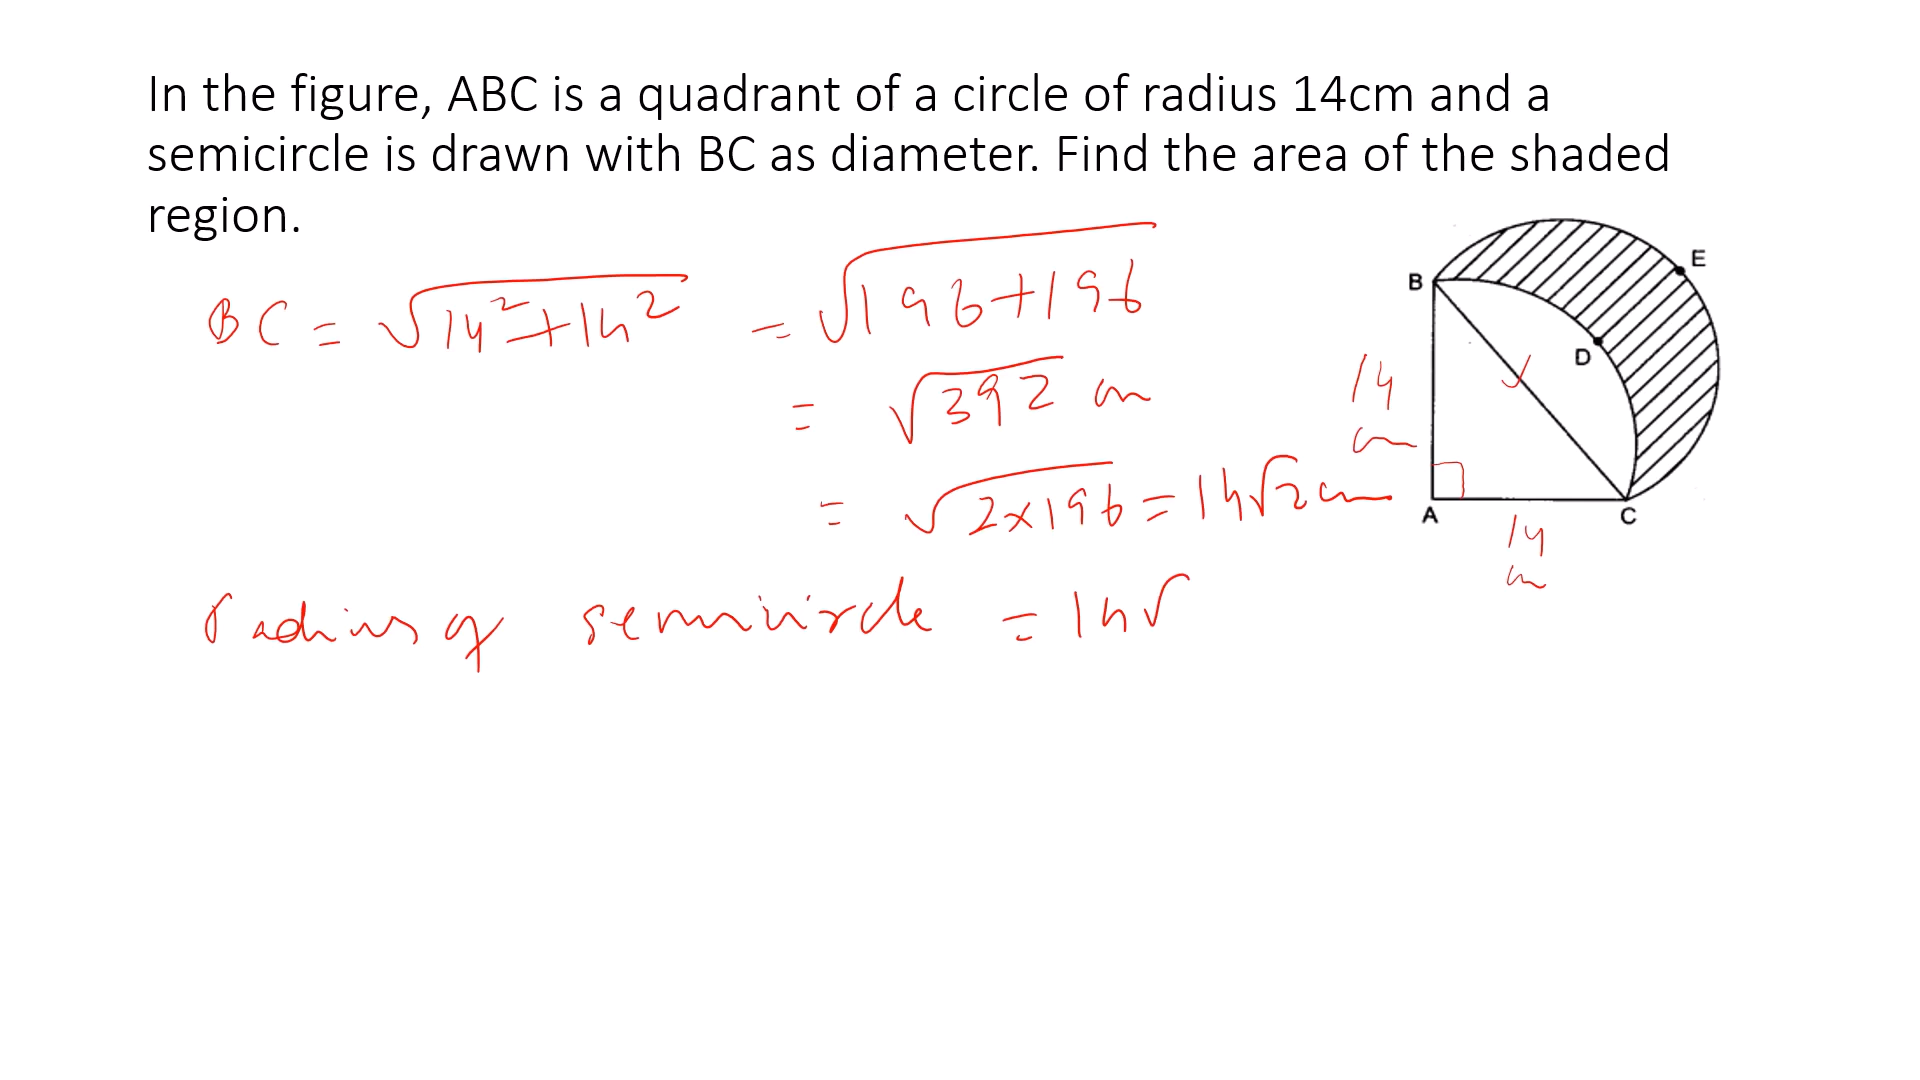 In the figure, ABC is a quadrant of a circle of radius 14cm and a
semicircle is drawn with BC as diameter. Find the area of the shaded
region.
BC = √14²+14² = √196+196
= √392 cm
= √2×196 = 14√2 cm
radius of semicircle = 14√
B
E
D
14
cm
A
C
14
cm